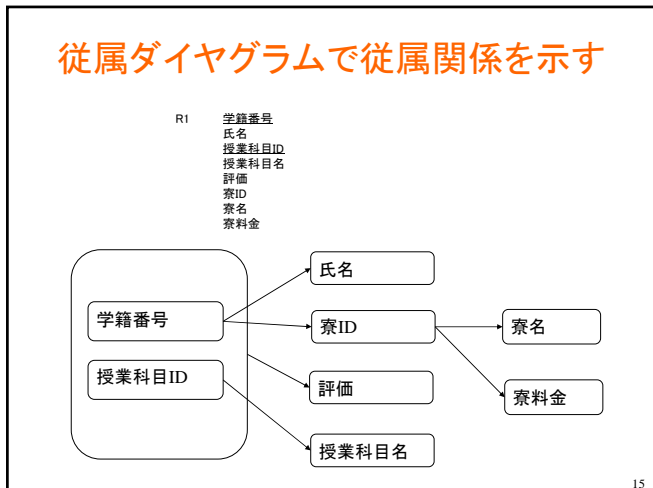 従属ダイヤグラムで従属関係を示す
R1 学籍番号
氏名
授業科目ID
授業科目名
評価
寮ID
寮名
寮料金
氏名
学籍番号 寮ID 寮名
授業科目ID 評価 寮料金
授業科目名
15